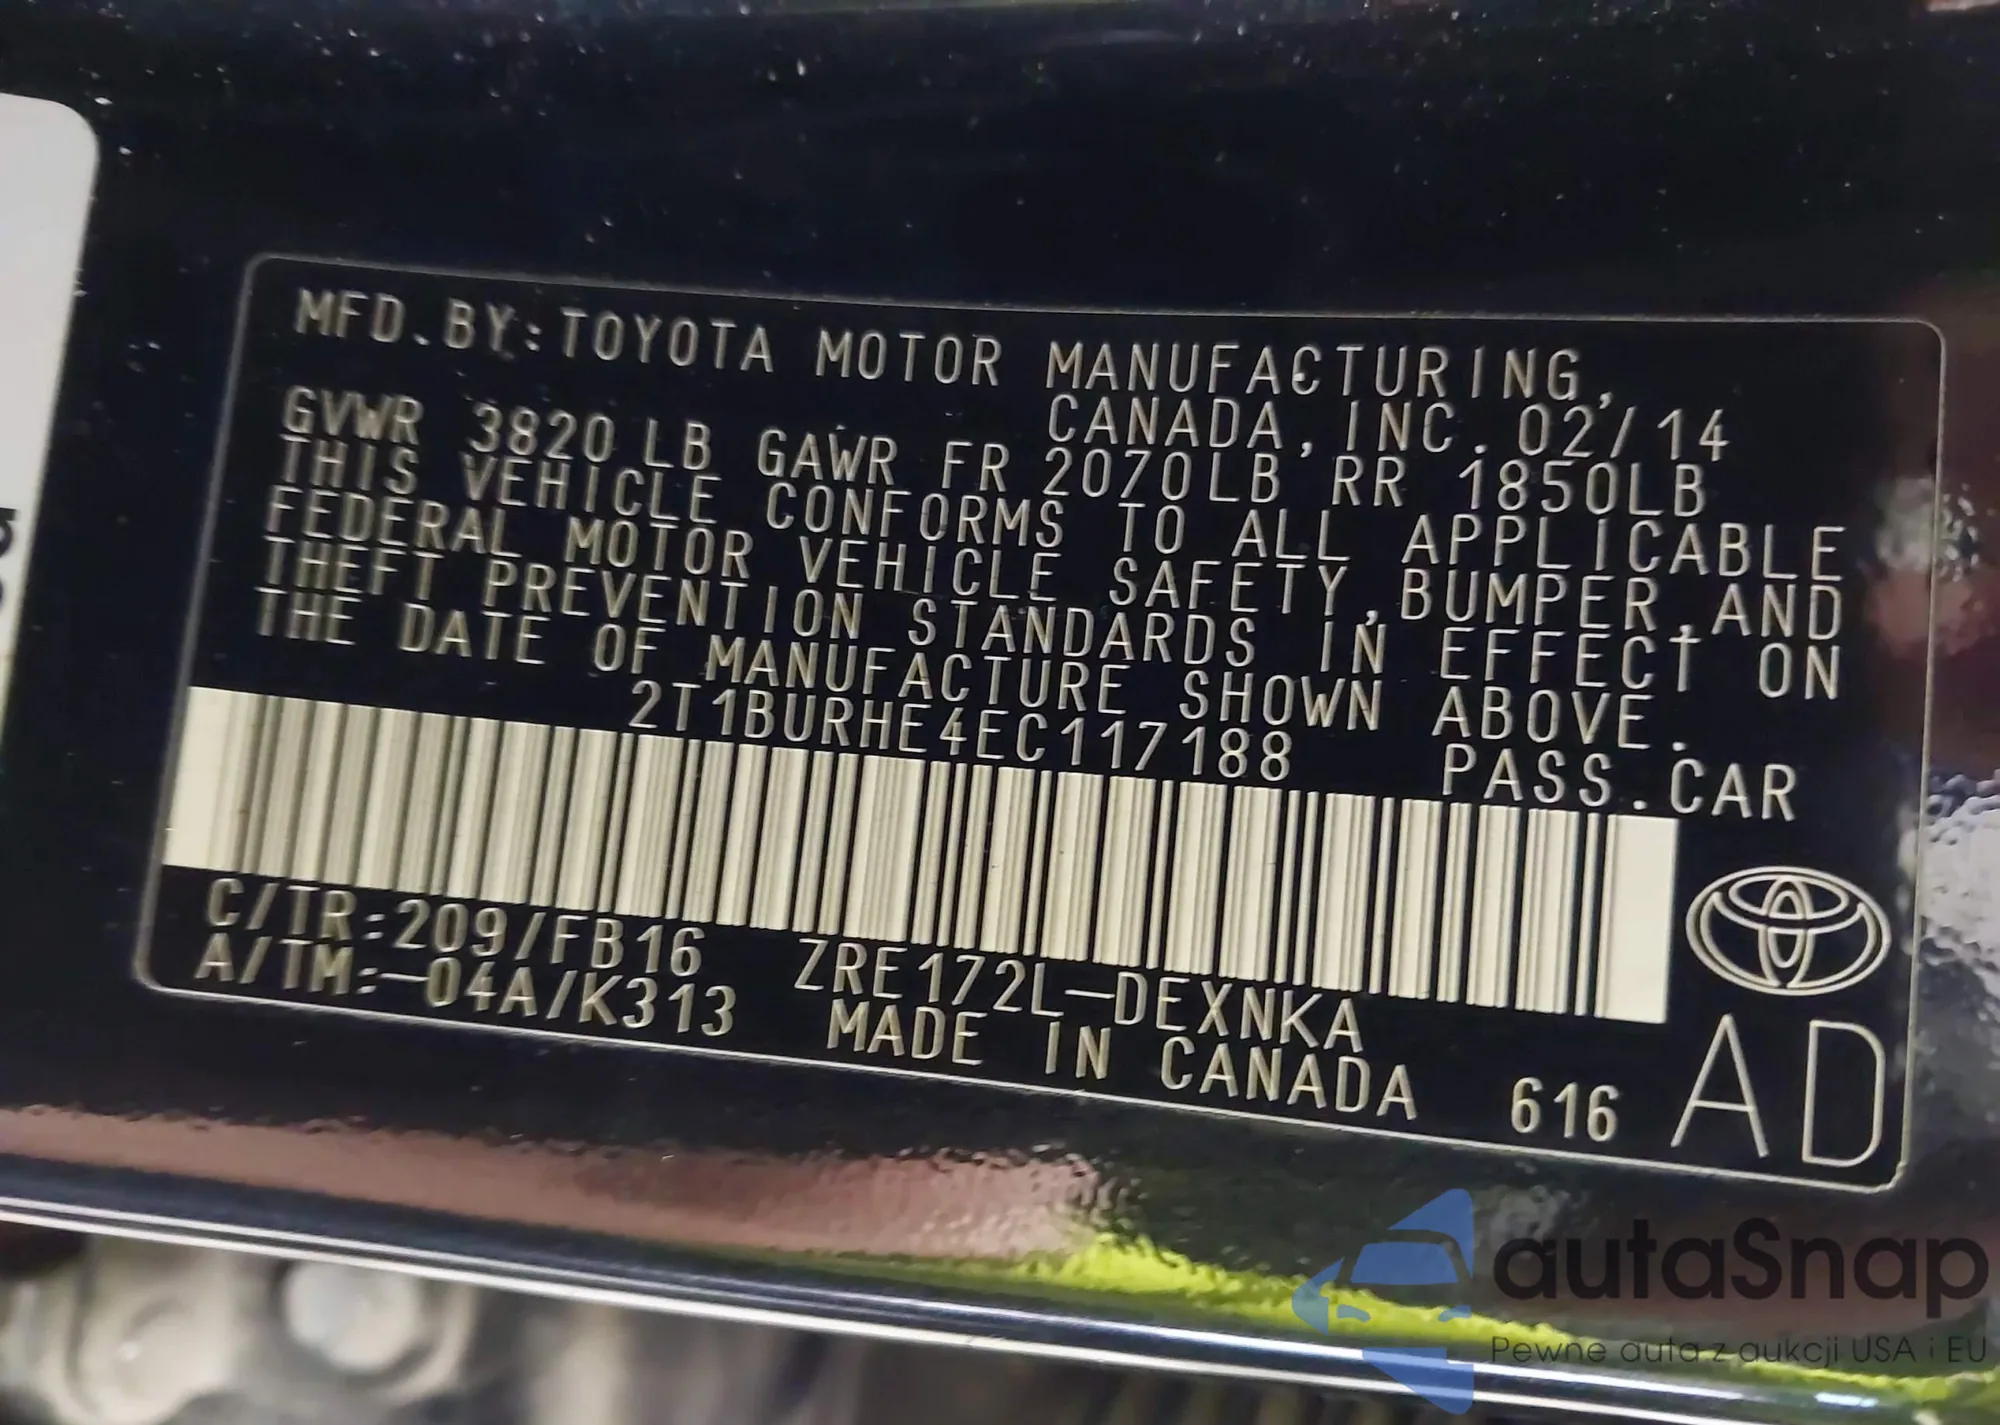 MFD.BY:TOYOTA MOTOR MANUFACTURING,
CANADA,INC.02/14
GVWR 3820LB GAWR FR 2070LB RR 1850LB
THIS VEHICLE CONFORMS TO ALL APPLICABLE
FEDERAL MOTOR VEHICLE SAFETY,BUMPER,AND
THEFT PREVENTION STANDARDS IN EFFECT ON
THE DATE OF MANUFACTURE SHOWN ABOVE.
2T1BURHE4EC117188 PASS.CAR
C/TR:209/FB16 ZRE172L-DEXNKA
A/TM:-04A/K313 MADE IN CANADA 616 AD
autaSnap
Pewne auta z aukcji USA i EU